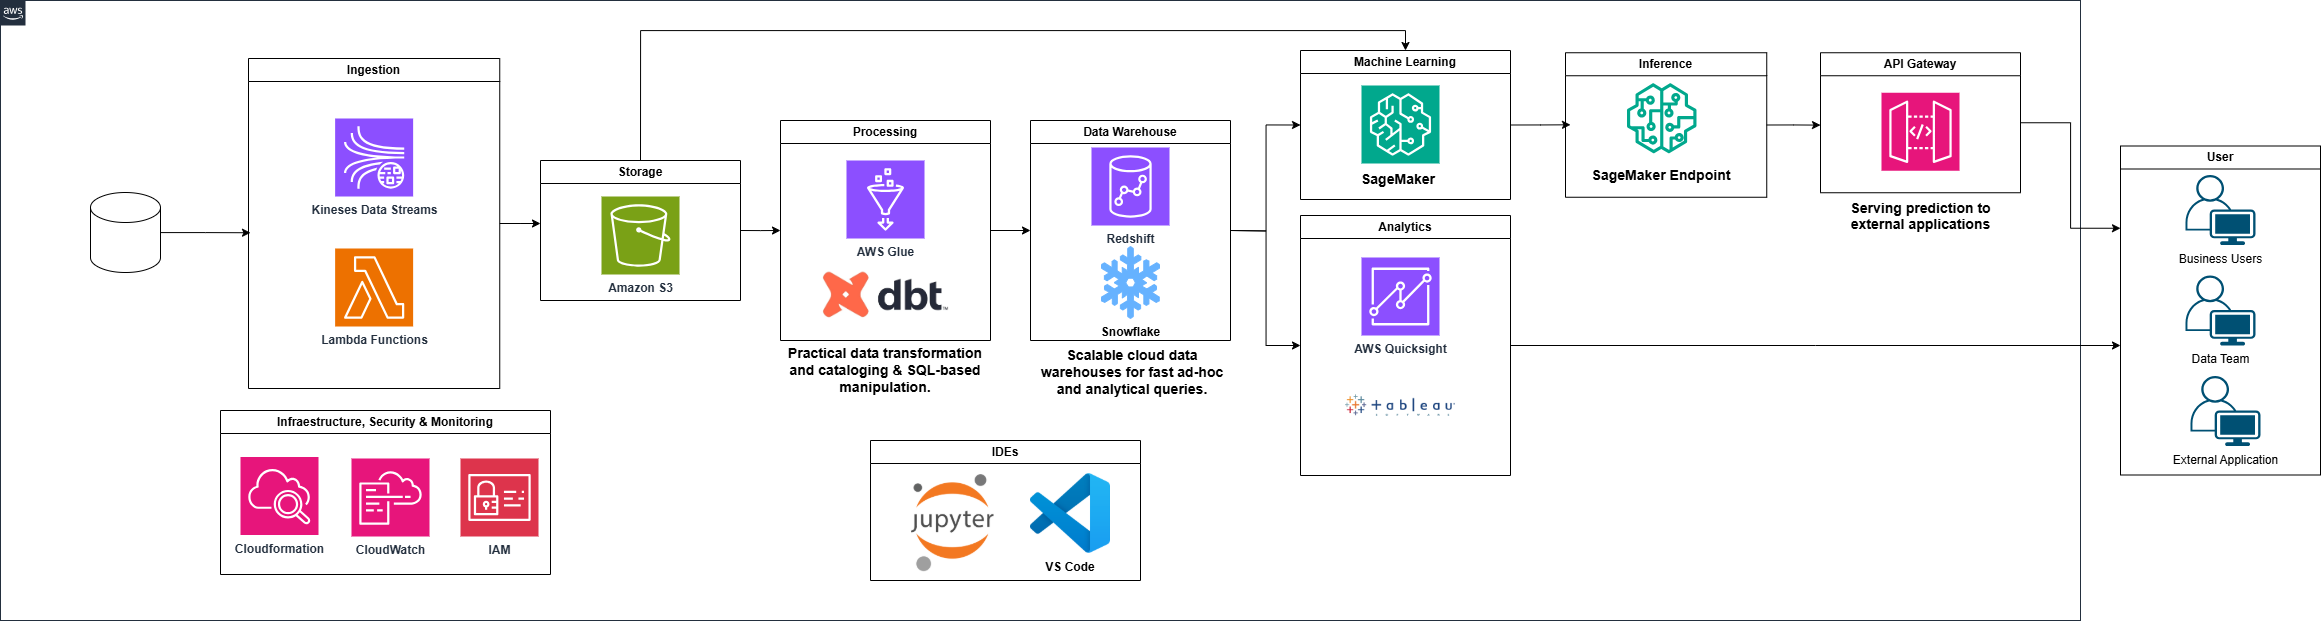 aws
Ingestion
Kineses Data Streams
Lambda Functions
Storage
Amazon S3
Processing
AWS Glue
dbt
Practical data transformation
and cataloging & SQL-based
manipulation.
Data Warehouse
Redshift
Snowflake
Scalable cloud data
warehouses for fast ad-hoc
and analytical queries.
Machine Learning
SageMaker
Analytics
AWS Quicksight
+ableau
Inference
SageMaker Endpoint
API Gateway
Serving prediction to
external applications
User
Business Users
Data Team
External Application
Infraestructure, Security & Monitoring
Cloudformation
CloudWatch
IAM
IDEs
jupyter
VS Code